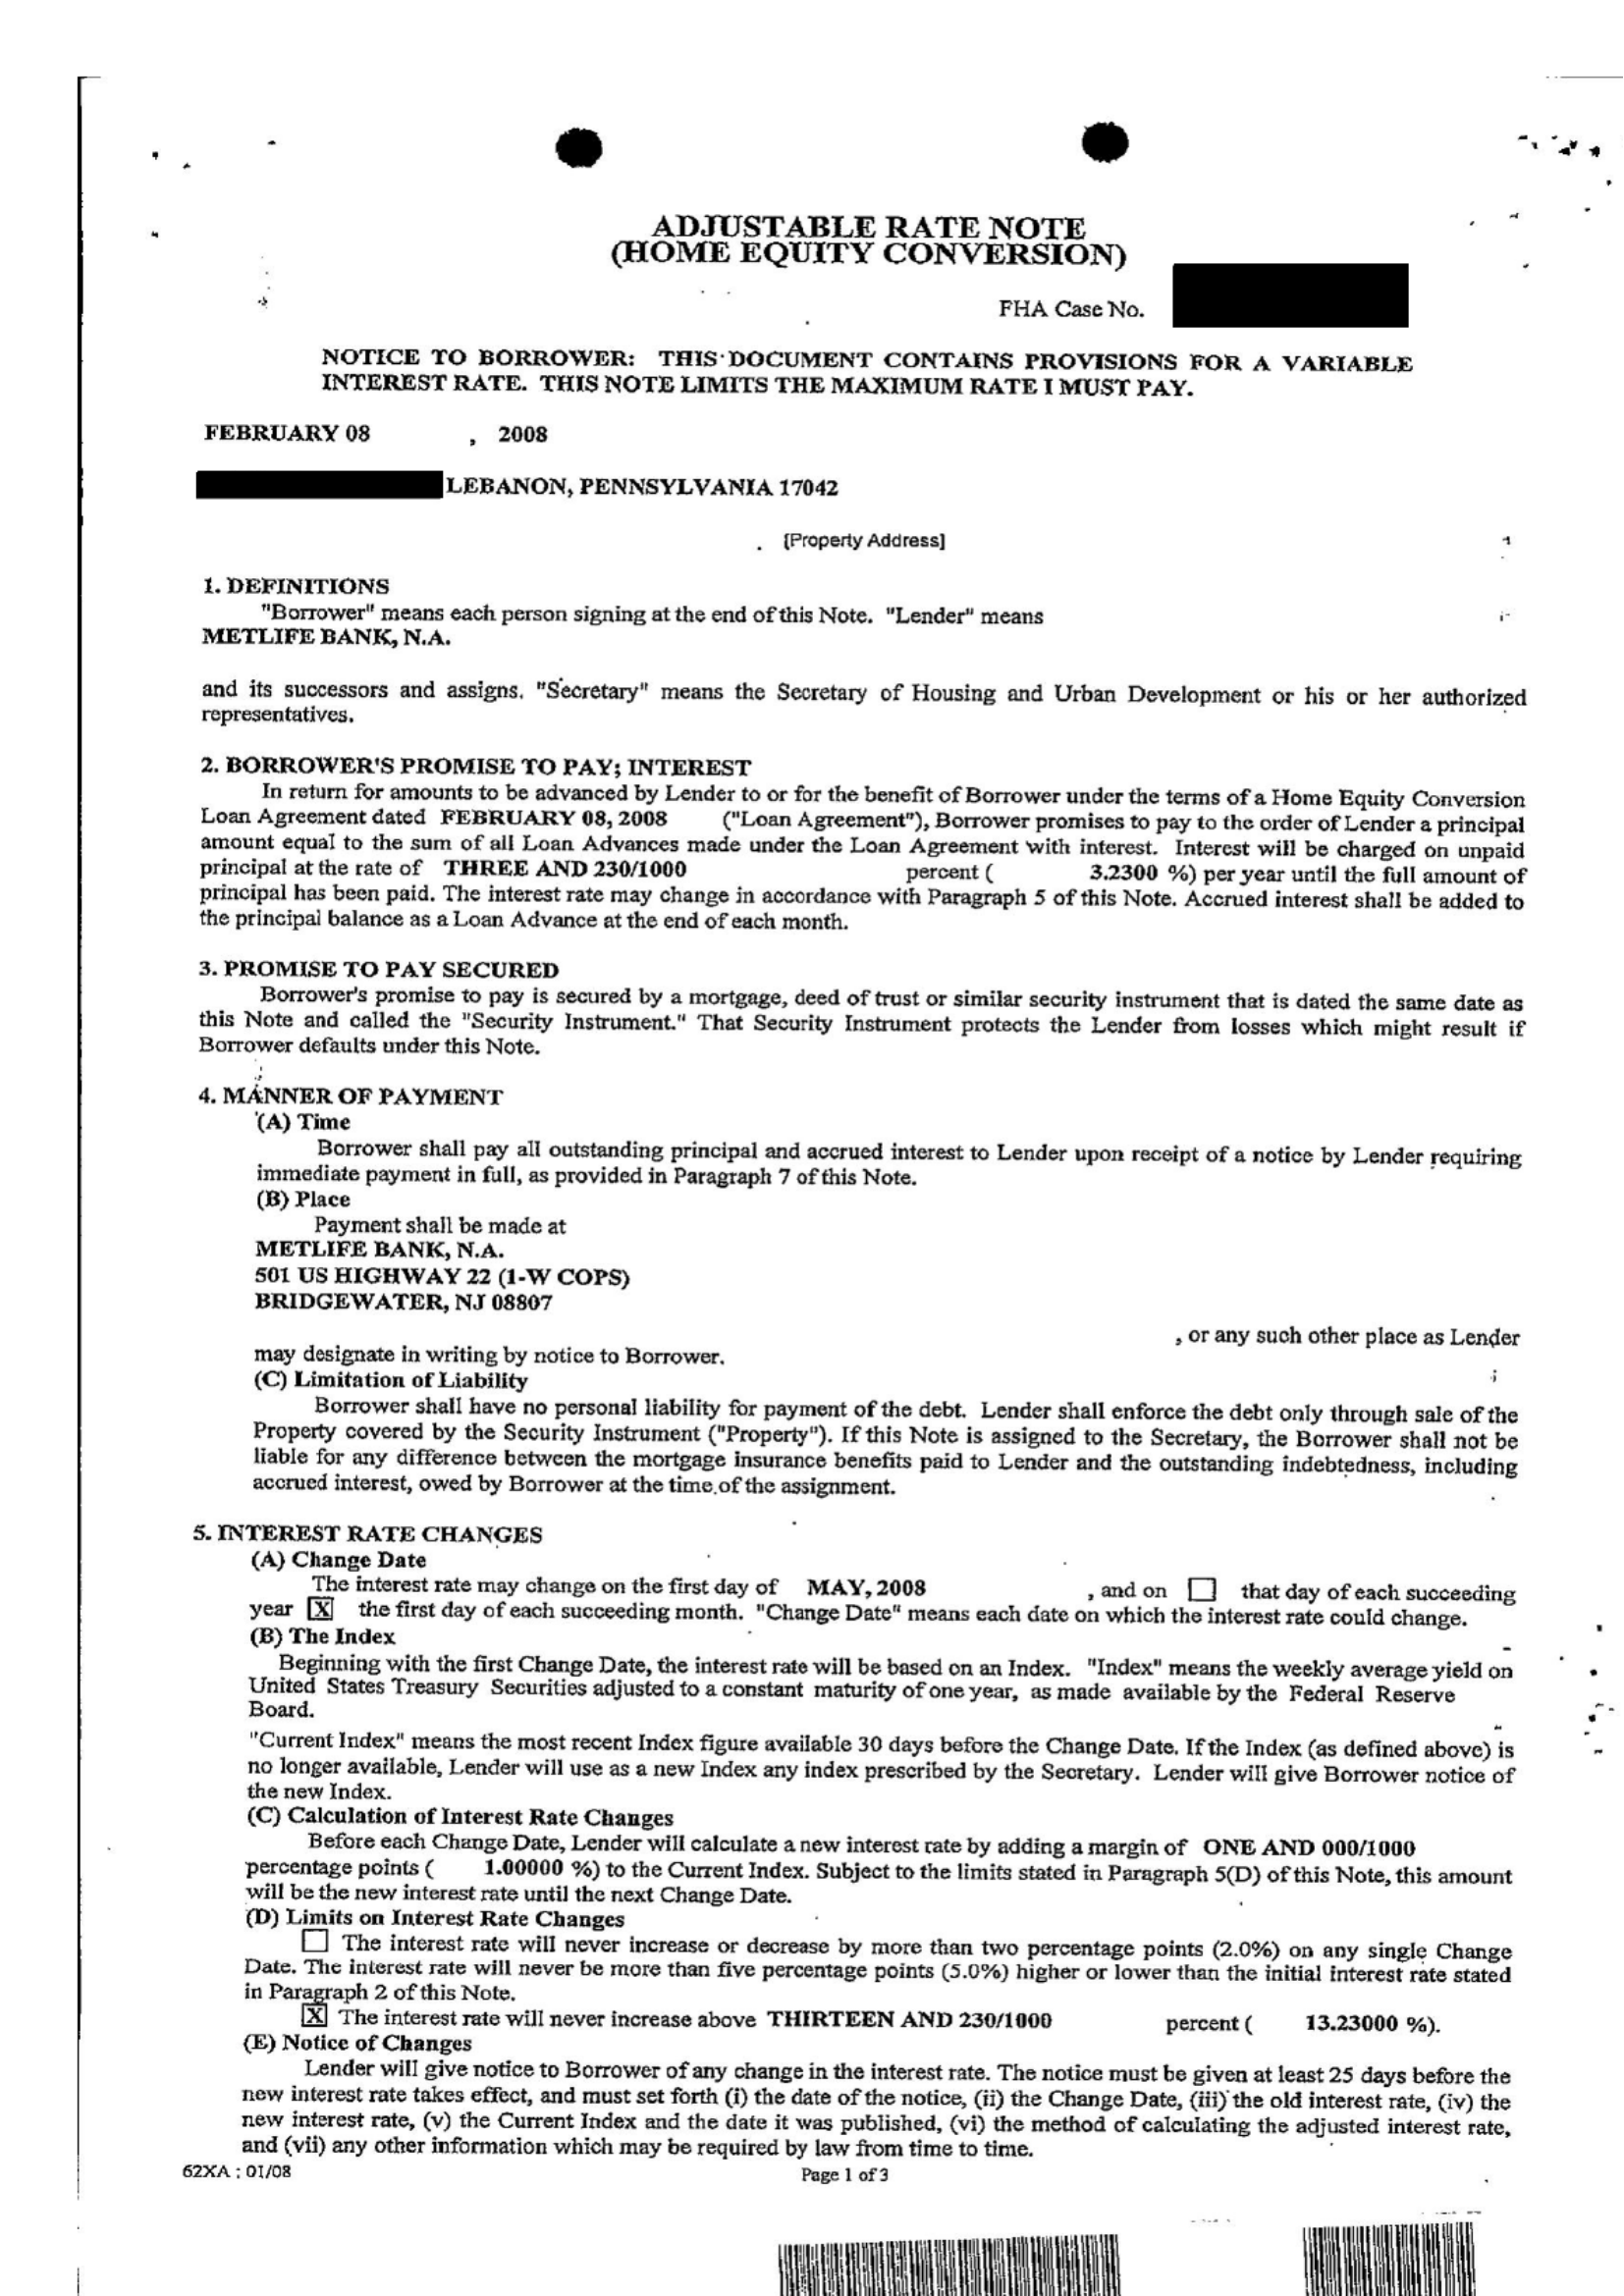 ADJUSTABLE RATE NOTE
(HOME EQUITY CONVERSION)
FHA Case No.
NOTICE TO BORROWER: THIS DOCUMENT CONTAINS PROVISIONS FOR A VARIABLE
INTEREST RATE. THIS NOTE LIMITS THE MAXIMUM RATE I MUST PAY.
FEBRUARY 08 , 2008
LEBANON, PENNSYLVANIA 17042
[Property Address]
1. DEFINITIONS
"Borrower" means each person signing at the end of this Note. "Lender" means
METLIFE BANK, N.A.
and its successors and assigns. "Secretary" means the Secretary of Housing and Urban Development or his or her authorized
representatives.
2. BORROWER'S PROMISE TO PAY; INTEREST
In return for amounts to be advanced by Lender to or for the benefit of Borrower under the terms of a Home Equity Conversion
Loan Agreement dated FEBRUARY 08, 2008 ("Loan Agreement"), Borrower promises to pay to the order of Lender a principal
amount equal to the sum of all Loan Advances made under the Loan Agreement with interest. Interest will be charged on unpaid
principal at the rate of THREE AND 230/1000 percent ( 3.2300 %) per year until the full amount of
principal has been paid. The interest rate may change in accordance with Paragraph 5 of this Note. Accrued interest shall be added to
the principal balance as a Loan Advance at the end of each month.
3. PROMISE TO PAY SECURED
Borrower's promise to pay is secured by a mortgage, deed of trust or similar security instrument that is dated the same date as
this Note and called the "Security Instrument." That Security Instrument protects the Lender from losses which might result if
Borrower defaults under this Note.
4. MANNER OF PAYMENT
(A) Time
Borrower shall pay all outstanding principal and accrued interest to Lender upon receipt of a notice by Lender requiring
immediate payment in full, as provided in Paragraph 7 of this Note.
(B) Place
Payment shall be made at
METLIFE BANK, N.A.
501 US HIGHWAY 22 (1-W COPS)
BRIDGEWATER, NJ 08807
, or any such other place as Lender
may designate in writing by notice to Borrower.
(C) Limitation of Liability
Borrower shall have no personal liability for payment of the debt. Lender shall enforce the debt only through sale of the
Property covered by the Security Instrument ("Property"). If this Note is assigned to the Secretary, the Borrower shall not be
liable for any difference between the mortgage insurance benefits paid to Lender and the outstanding indebtedness, including
accrued interest, owed by Borrower at the time of the assignment.
5. INTEREST RATE CHANGES
(A) Change Date
The interest rate may change on the first day of MAY, 2008 , and on ☐ that day of each succeeding
year [X] the first day of each succeeding month. "Change Date" means each date on which the interest rate could change.
(B) The Index
Beginning with the first Change Date, the interest rate will be based on an Index. "Index" means the weekly average yield on
United States Treasury Securities adjusted to a constant maturity of one year, as made available by the Federal Reserve
Board.
"Current Index" means the most recent Index figure available 30 days before the Change Date. If the Index (as defined above) is
no longer available, Lender will use as a new Index any index prescribed by the Secretary. Lender will give Borrower notice of
the new Index.
(C) Calculation of Interest Rate Changes
Before each Change Date, Lender will calculate a new interest rate by adding a margin of ONE AND 000/1000
percentage points ( 1.00000 %) to the Current Index. Subject to the limits stated in Paragraph 5(D) of this Note, this amount
will be the new interest rate until the next Change Date.
(D) Limits on Interest Rate Changes
☐ The interest rate will never increase or decrease by more than two percentage points (2.0%) on any single Change
Date. The interest rate will never be more than five percentage points (5.0%) higher or lower than the initial interest rate stated
in Paragraph 2 of this Note.
[X] The interest rate will never increase above THIRTEEN AND 230/1000 percent ( 13.23000 %).
(E) Notice of Changes
Lender will give notice to Borrower of any change in the interest rate. The notice must be given at least 25 days before the
new interest rate takes effect, and must set forth (i) the date of the notice, (ii) the Change Date, (iii) the old interest rate, (iv) the
new interest rate, (v) the Current Index and the date it was published, (vi) the method of calculating the adjusted interest rate,
and (vii) any other information which may be required by law from time to time.
62XA : 01/08 Page 1 of 3